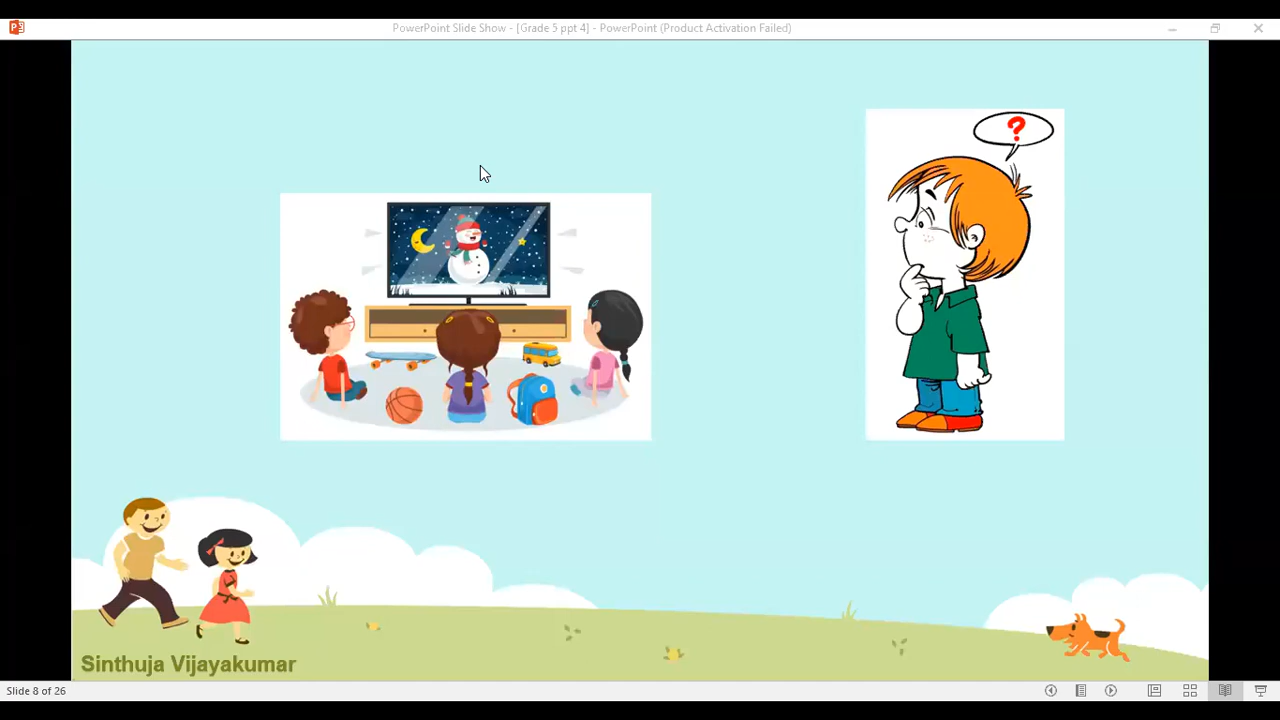 PowerPoint Slide Show - [Grade 5 ppt 4] - PowerPoint (Product Activation Failed)
?
Sinthuja Vijayakumar
Slide 8 of 26